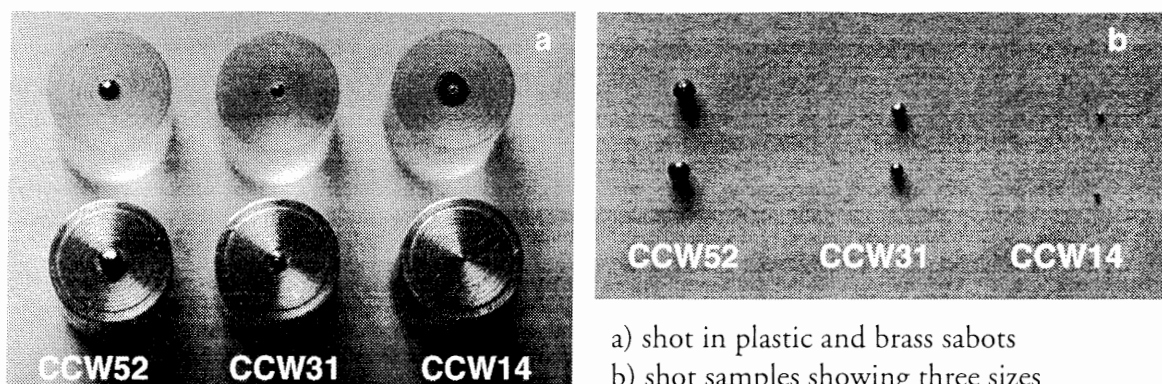 a
CCW52 CCW31 CCW14
b
CCW52 CCW31 CCW14
a) shot in plastic and brass sabots
b) shot samples showing three sizes